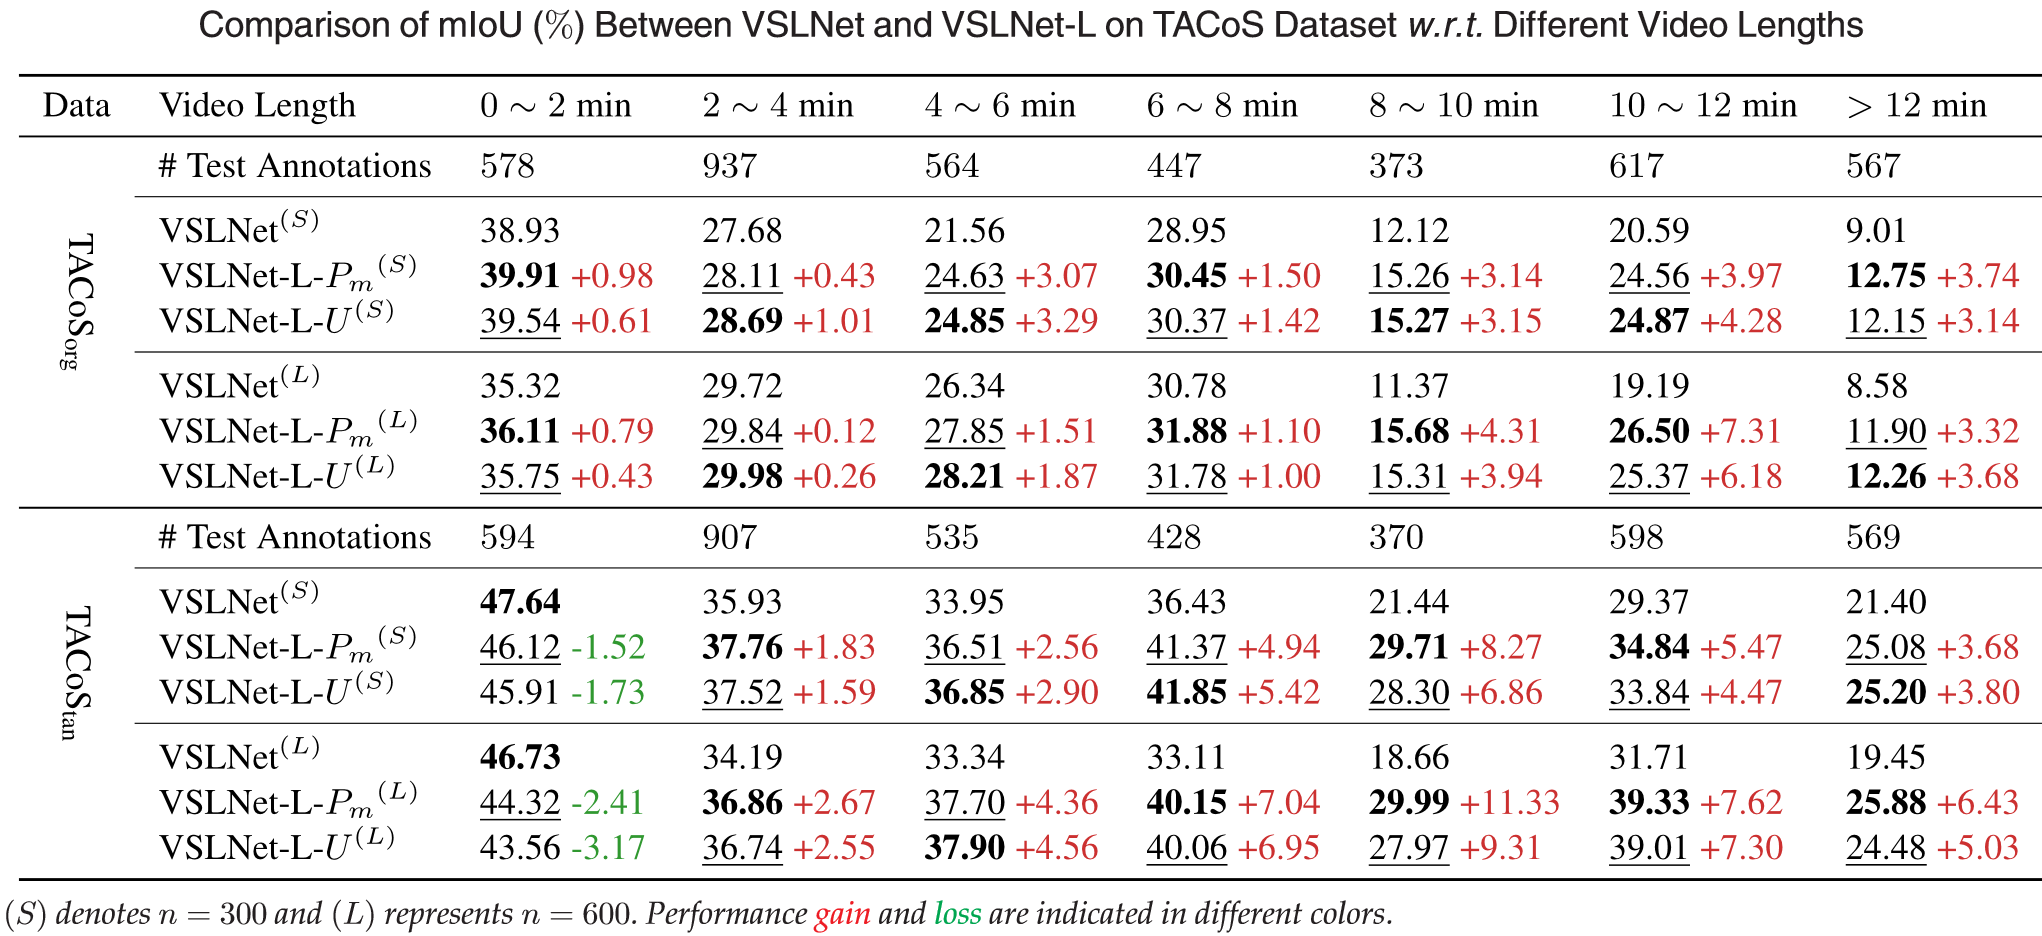 Comparison of mIoU (%) Between VSLNet and VSLNet-L on TACoS Dataset w.r.t. Different Video Lengths
Data Video Length 0 ∼ 2 min 2 ∼ 4 min 4 ∼ 6 min 6 ∼ 8 min 8 ∼ 10 min 10 ∼ 12 min > 12 min
TACoS_org
# Test Annotations 578 937 564 447 373 617 567
VSLNet^(S) 38.93 27.68 21.56 28.95 12.12 20.59 9.01
VSLNet-L-P_m^(S) 39.91 +0.98 28.11 +0.43 24.63 +3.07 30.45 +1.50 15.26 +3.14 24.56 +3.97 12.75 +3.74
VSLNet-L-U^(S) 39.54 +0.61 28.69 +1.01 24.85 +3.29 30.37 +1.42 15.27 +3.15 24.87 +4.28 12.15 +3.14
VSLNet^(L) 35.32 29.72 26.34 30.78 11.37 19.19 8.58
VSLNet-L-P_m^(L) 36.11 +0.79 29.84 +0.12 27.85 +1.51 31.88 +1.10 15.68 +4.31 26.50 +7.31 11.90 +3.32
VSLNet-L-U^(L) 35.75 +0.43 29.98 +0.26 28.21 +1.87 31.78 +1.00 15.31 +3.94 25.37 +6.18 12.26 +3.68
TACoS_tan
# Test Annotations 594 907 535 428 370 598 569
VSLNet^(S) 47.64 35.93 33.95 36.43 21.44 29.37 21.40
VSLNet-L-P_m^(S) 46.12 -1.52 37.76 +1.83 36.51 +2.56 41.37 +4.94 29.71 +8.27 34.84 +5.47 25.08 +3.68
VSLNet-L-U^(S) 45.91 -1.73 37.52 +1.59 36.85 +2.90 41.85 +5.42 28.30 +6.86 33.84 +4.47 25.20 +3.80
VSLNet^(L) 46.73 34.19 33.34 33.11 18.66 31.71 19.45
VSLNet-L-P_m^(L) 44.32 -2.41 36.86 +2.67 37.70 +4.36 40.15 +7.04 29.99 +11.33 39.33 +7.62 25.88 +6.43
VSLNet-L-U^(L) 43.56 -3.17 36.74 +2.55 37.90 +4.56 40.06 +6.95 27.97 +9.31 39.01 +7.30 24.48 +5.03
(S) denotes n = 300 and (L) represents n = 600. Performance gain and loss are indicated in different colors.